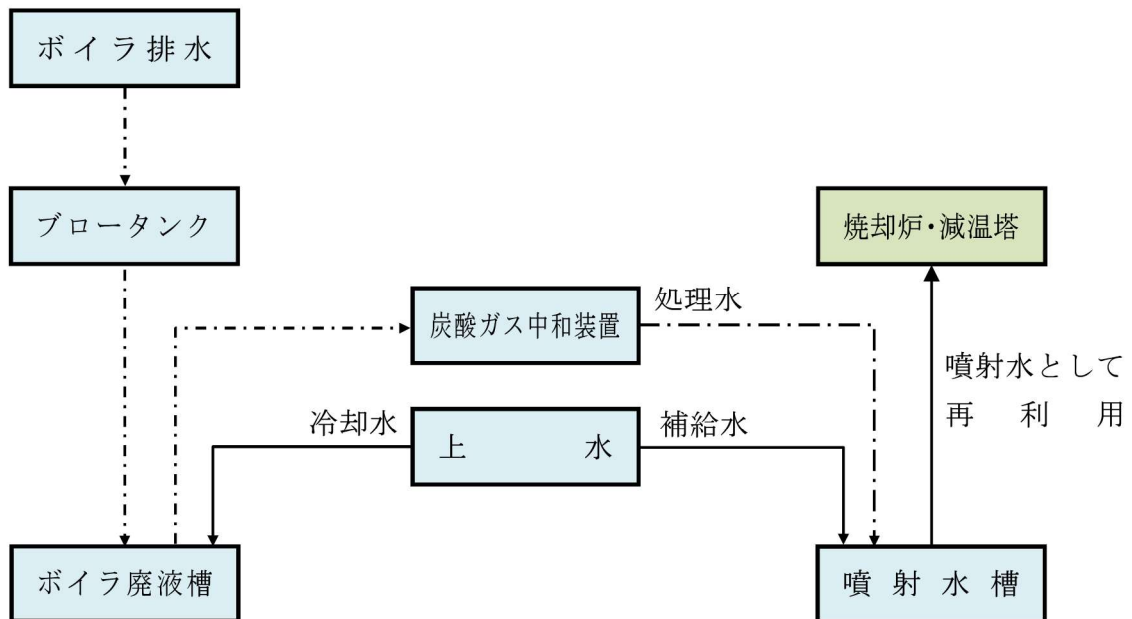 ボイラ排水
ブロータンク
焼却炉・減温塔
炭酸ガス中和装置
処理水
噴射水として
再利用
冷却水
上水
補給水
ボイラ廃液槽
噴射水槽